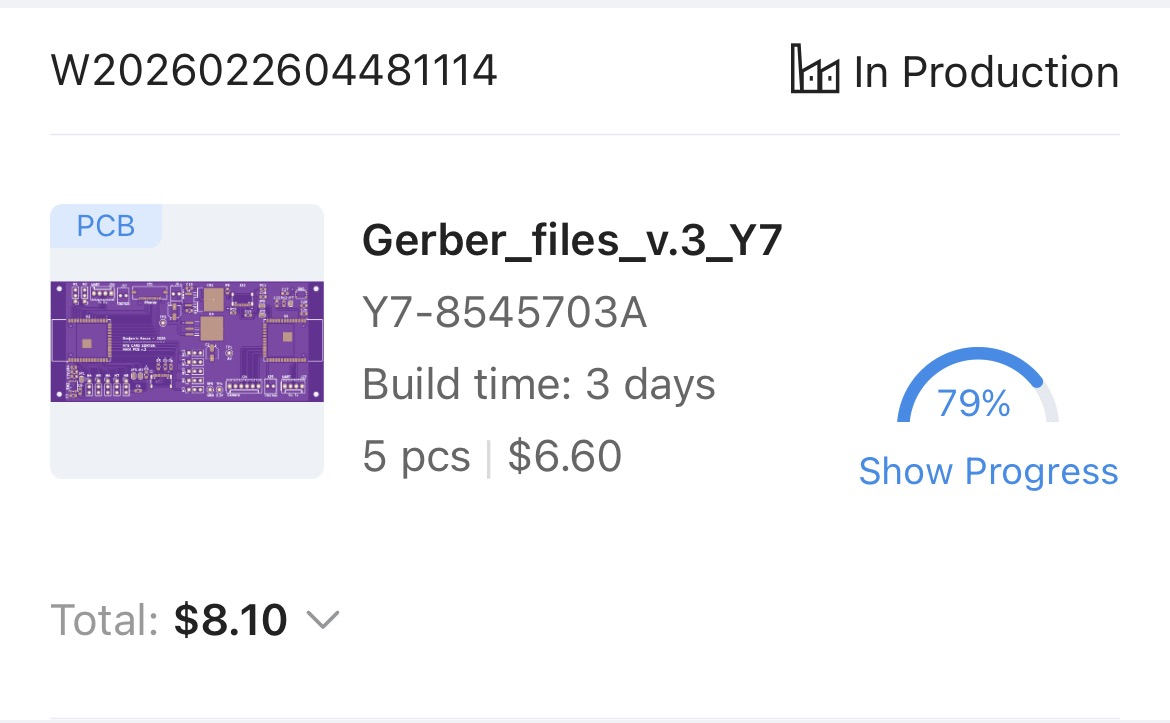 W2026022604481114
In Production
PCB
Gerber_files_v.3_Y7
Y7-8545703A
Build time: 3 days
5 pcs | $6.60
79%
Show Progress
Total: $8.10